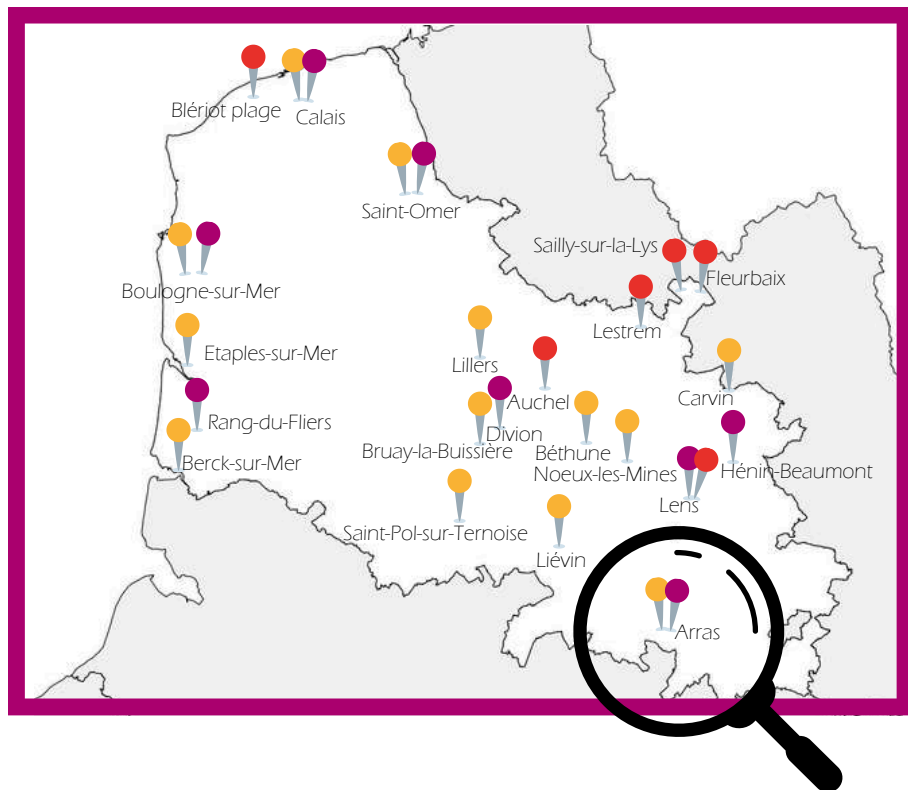 Blériot plage
Calais
Saint-Omer
Sailly-sur-la-Lys
Fleurbaix
Boulogne-sur-Mer
Lestrem
Etaples-sur-Mer
Lillers
Carvin
Auchel
Rang-du-Fliers
Divion
Bruay-la-Buissière
Béthune
Berck-sur-Mer
Noeux-les-Mines
Hénin-Beaumont
Lens
Saint-Pol-sur-Ternoise
Liévin
Arras